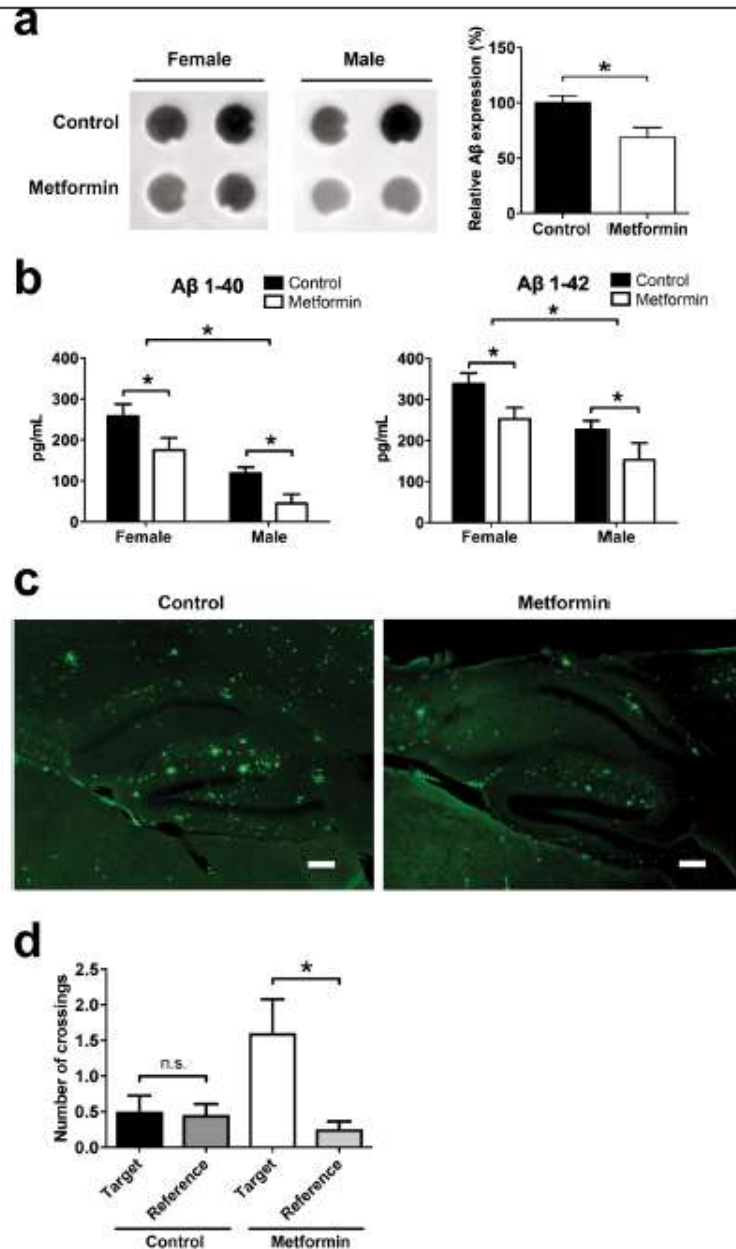 a
Female Male
Control
Metformin
Relative Aβ expression (%)
150
100
50
0
*
Control Metformin
b
Aβ 1-40
Control
Metformin
*
*
*
400
300
200
100
0
pg/mL
Female Male
Aβ 1-42
Control
Metformin
*
*
*
400
300
200
100
0
pg/mL
Female Male
c
Control Metformin
d
Number of crossings
2.5
2.0
1.5
1.0
0.5
0.0
n.s.
*
Target Reference Target Reference
Control Metformin